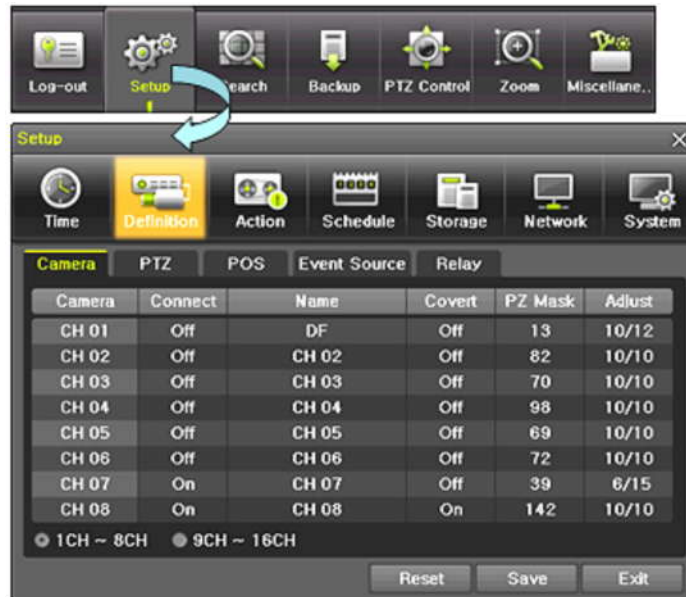 Log-out Setup Search Backup PTZ Control Zoom Miscellane..
Setup
Time Definition Action Schedule Storage Network System
Camera PTZ POS Event Source Relay
Camera Connect Name Covert PZ Mask Adjust
CH 01 Off DF Off 13 10/12
CH 02 Off CH 02 Off 82 10/10
CH 03 Off CH 03 Off 70 10/10
CH 04 Off CH 04 Off 98 10/10
CH 05 Off CH 05 Off 69 10/10
CH 06 Off CH 06 Off 72 10/10
CH 07 On CH 07 Off 39 6/15
CH 08 On CH 08 On 142 10/10
1CH ~ 8CH 9CH ~ 16CH
Reset Save Exit